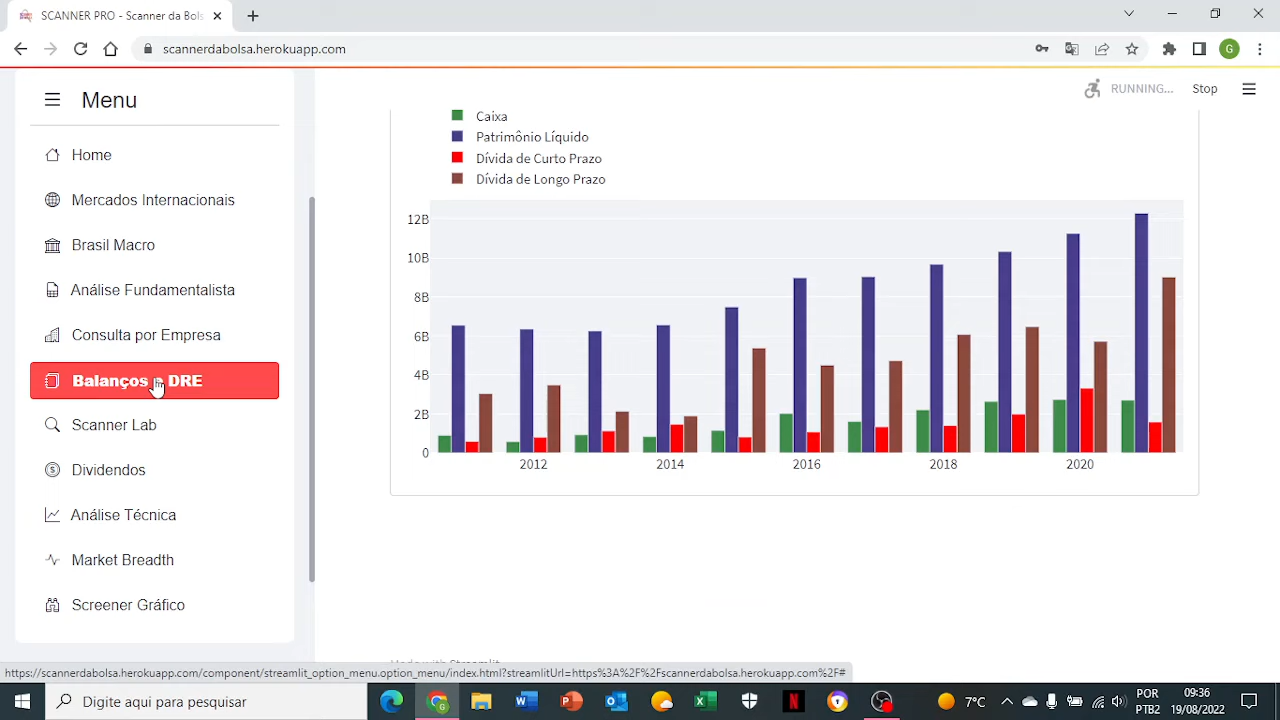 SCANNER PRO - Scanner da Bols
scannerdabolsa.herokuapp.com
G
Menu
Home
Mercados Internacionais
Brasil Macro
Análise Fundamentalista
Consulta por Empresa
Balanços e DRE
Scanner Lab
Dividendos
Análise Técnica
Market Breadth
Screener Gráfico
RUNNING...
Stop
Caixa
Patrimônio Líquido
Dívida de Curto Prazo
Dívida de Longo Prazo
12B
10B
8B
6B
4B
2B
0
2012 2014 2016 2018 2020
Made with Streamlit
https://scannerdabolsa.herokuapp.com/component/streamlit_option_menu.option_menu/index.html?streamlitUrl=https%3A%2F%2Fscannerdabolsa.herokuapp.com%2F#
Digite aqui para pesquisar
7°C
POR
PTB2
09:36
19/08/2022